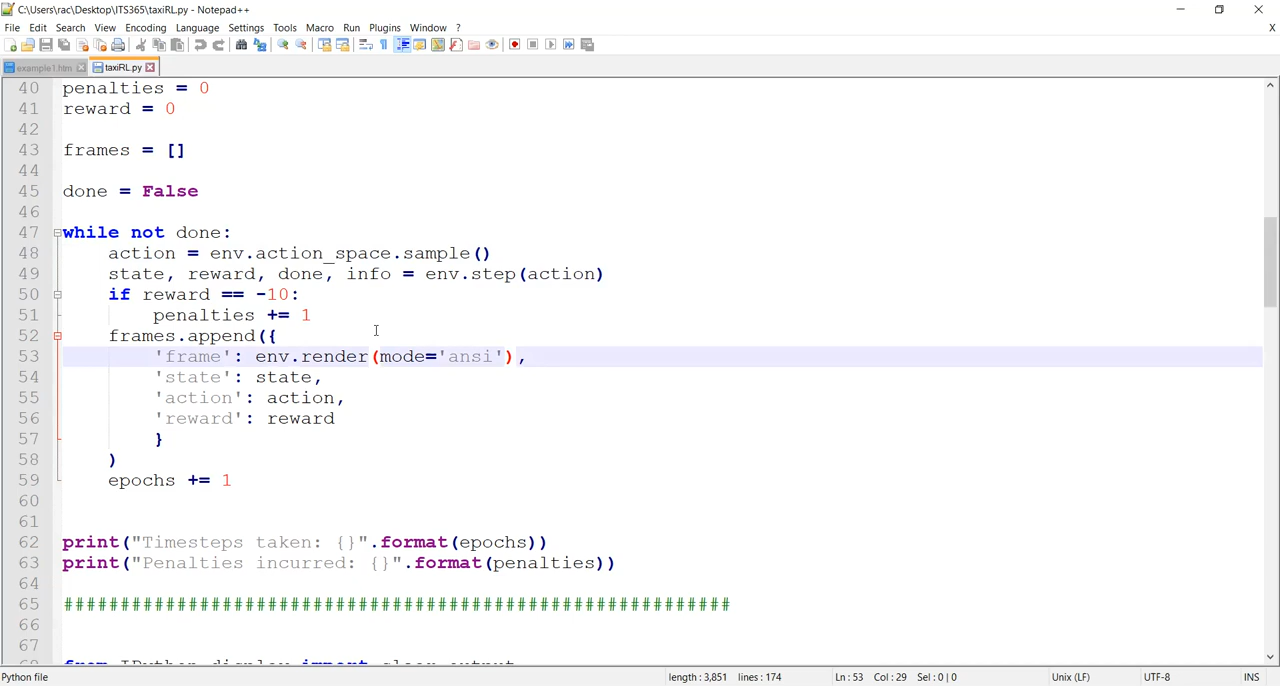 C:\Users\rac\Desktop\ITS365\taxiRL.py - Notepad++
File Edit Search View Encoding Language Settings Tools Macro Run Plugins Window ? X
example1.htm taxiRL.py
40 penalties = 0
41 reward = 0
42
43 frames = []
44
45 done = False
46
47 while not done:
48 action = env.action_space.sample()
49 state, reward, done, info = env.step(action)
50 if reward == -10:
51 penalties += 1
52 frames.append({
53 'frame': env.render(mode='ansi'),
54 'state': state,
55 'action': action,
56 'reward': reward
57 }
58 )
59 epochs += 1
60
61
62 print("Timesteps taken: {}".format(epochs))
63 print("Penalties incurred: {}".format(penalties))
64
65 ###########################################################
66
67
68 from IPython.display import clear_output
Python file length : 3,851 lines : 174 Ln : 53 Col : 29 Sel : 0 | 0 Unix (LF) UTF-8 INS